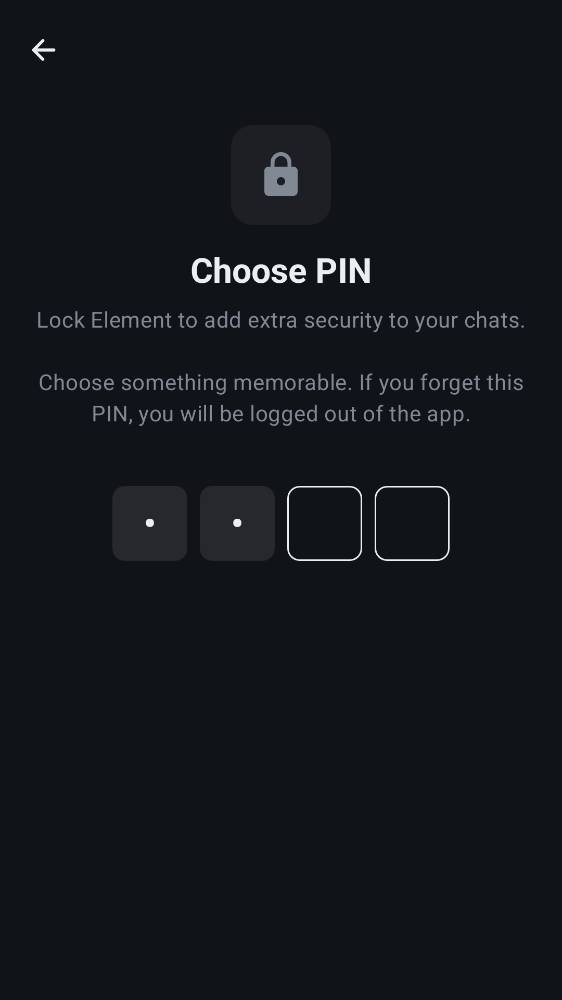 Choose PIN
Lock Element to add extra security to your chats.
Choose something memorable. If you forget this
PIN, you will be logged out of the app.